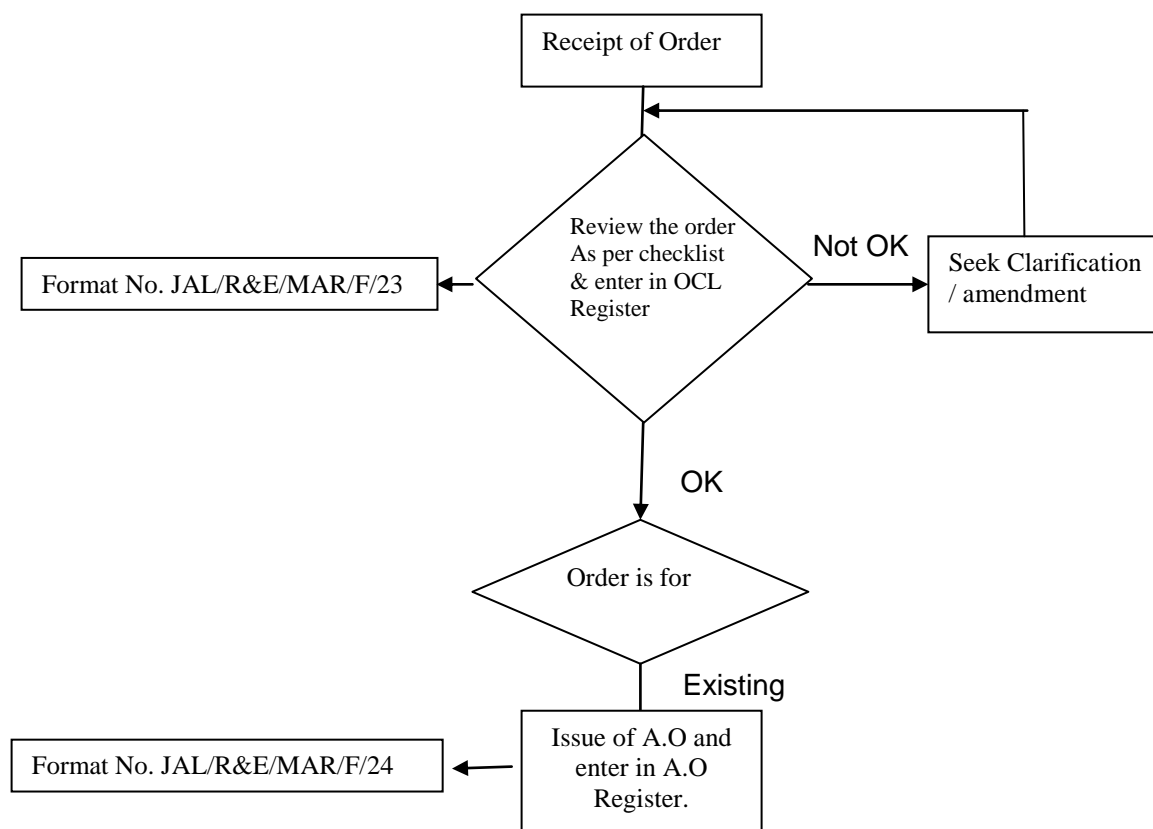 Receipt of Order
Review the order
As per checklist
& enter in OCL
Register
Not OK
Seek Clarification
/ amendment
Format No. JAL/R&E/MAR/F/23
OK
Order is for
Existing
Issue of A.O and
enter in A.O
Register.
Format No. JAL/R&E/MAR/F/24